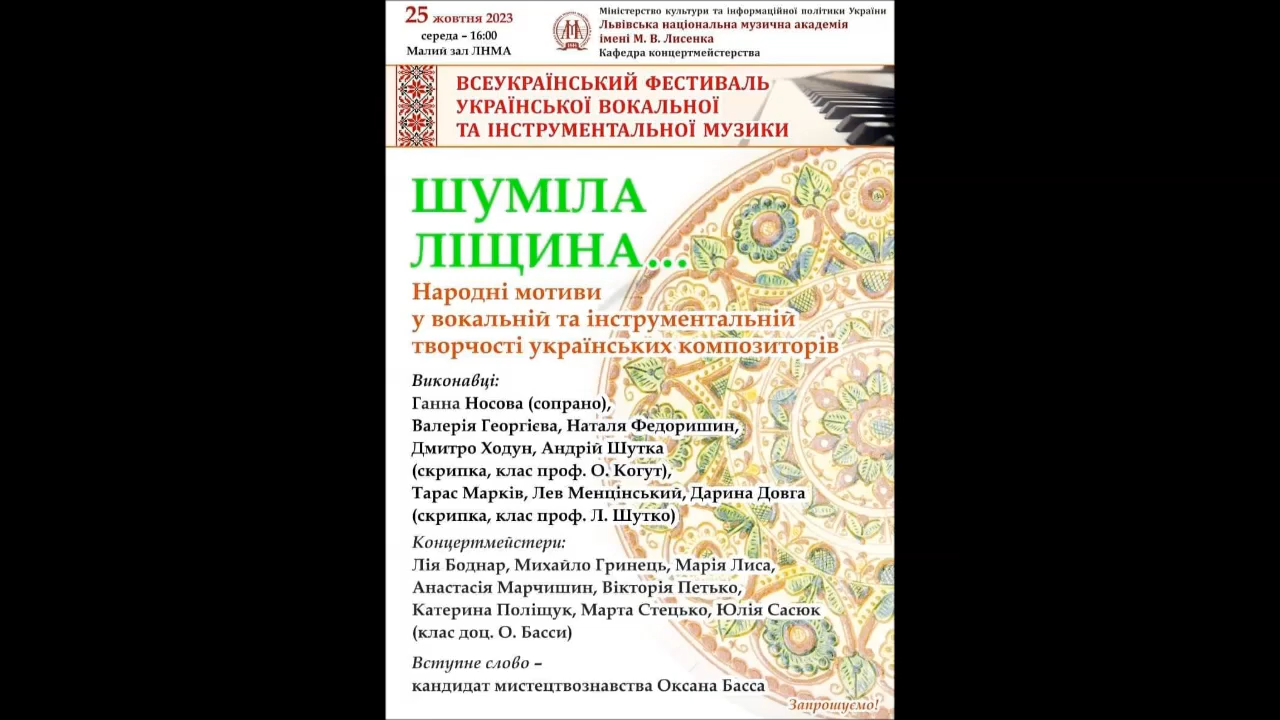 25 жовтня 2023
середа – 16:00
Малий зал ЛНМА
Міністерство культури та інформаційної політики України
Львівська національна музична академія
імені М. В. Лисенка
Кафедра концертмейстерства
ВСЕУКРАЇНСЬКИЙ ФЕСТИВАЛЬ
УКРАЇНСЬКОЇ ВОКАЛЬНОЇ
ТА ІНСТРУМЕНТАЛЬНОЇ МУЗИКИ
ШУМІЛА
ЛІЩИНА...
Народні мотиви
у вокальній та інструментальній
творчості українських композиторів
Виконавці:
Ганна Носова (сопрано),
Валерія Георгієва, Наталя Федоришин,
Дмитро Ходун, Андрій Шутка
(скрипка, клас проф. О. Когут),
Тарас Марків, Лев Менцінський, Дарина Довга
(скрипка, клас проф. Л. Шутко)
Концертмейстери:
Лія Боднар, Михайло Гринець, Марія Лиса,
Анастасія Марчишин, Вікторія Петько,
Катерина Поліщук, Марта Стецько, Юлія Сасюк
(клас доц. О. Басси)
Вступне слово –
кандидат мистецтвознавства Оксана Басса
Запрошуємо!